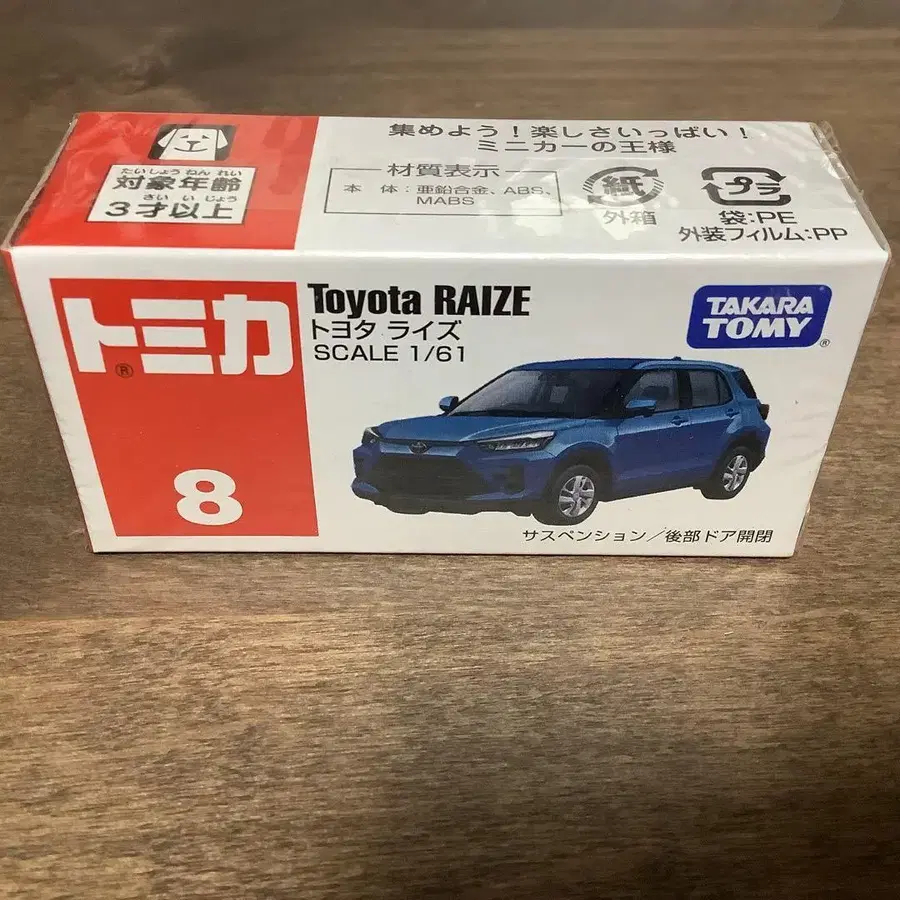 たいしょう ねん れい
対象年齢
さい い じょう
3才以上
集めよう!楽しさいっぱい!
ミニカーの王様
材質表示
本 体:亜鉛合金、ABS、
MABS
紙
外箱
プラ
袋:PE
外装フィルム:PP
トミカ
®
8
Toyota RAIZE
トヨタ ライズ
SCALE 1/61
TAKARA
TOMY
®
サスペンション/後部ドア開閉